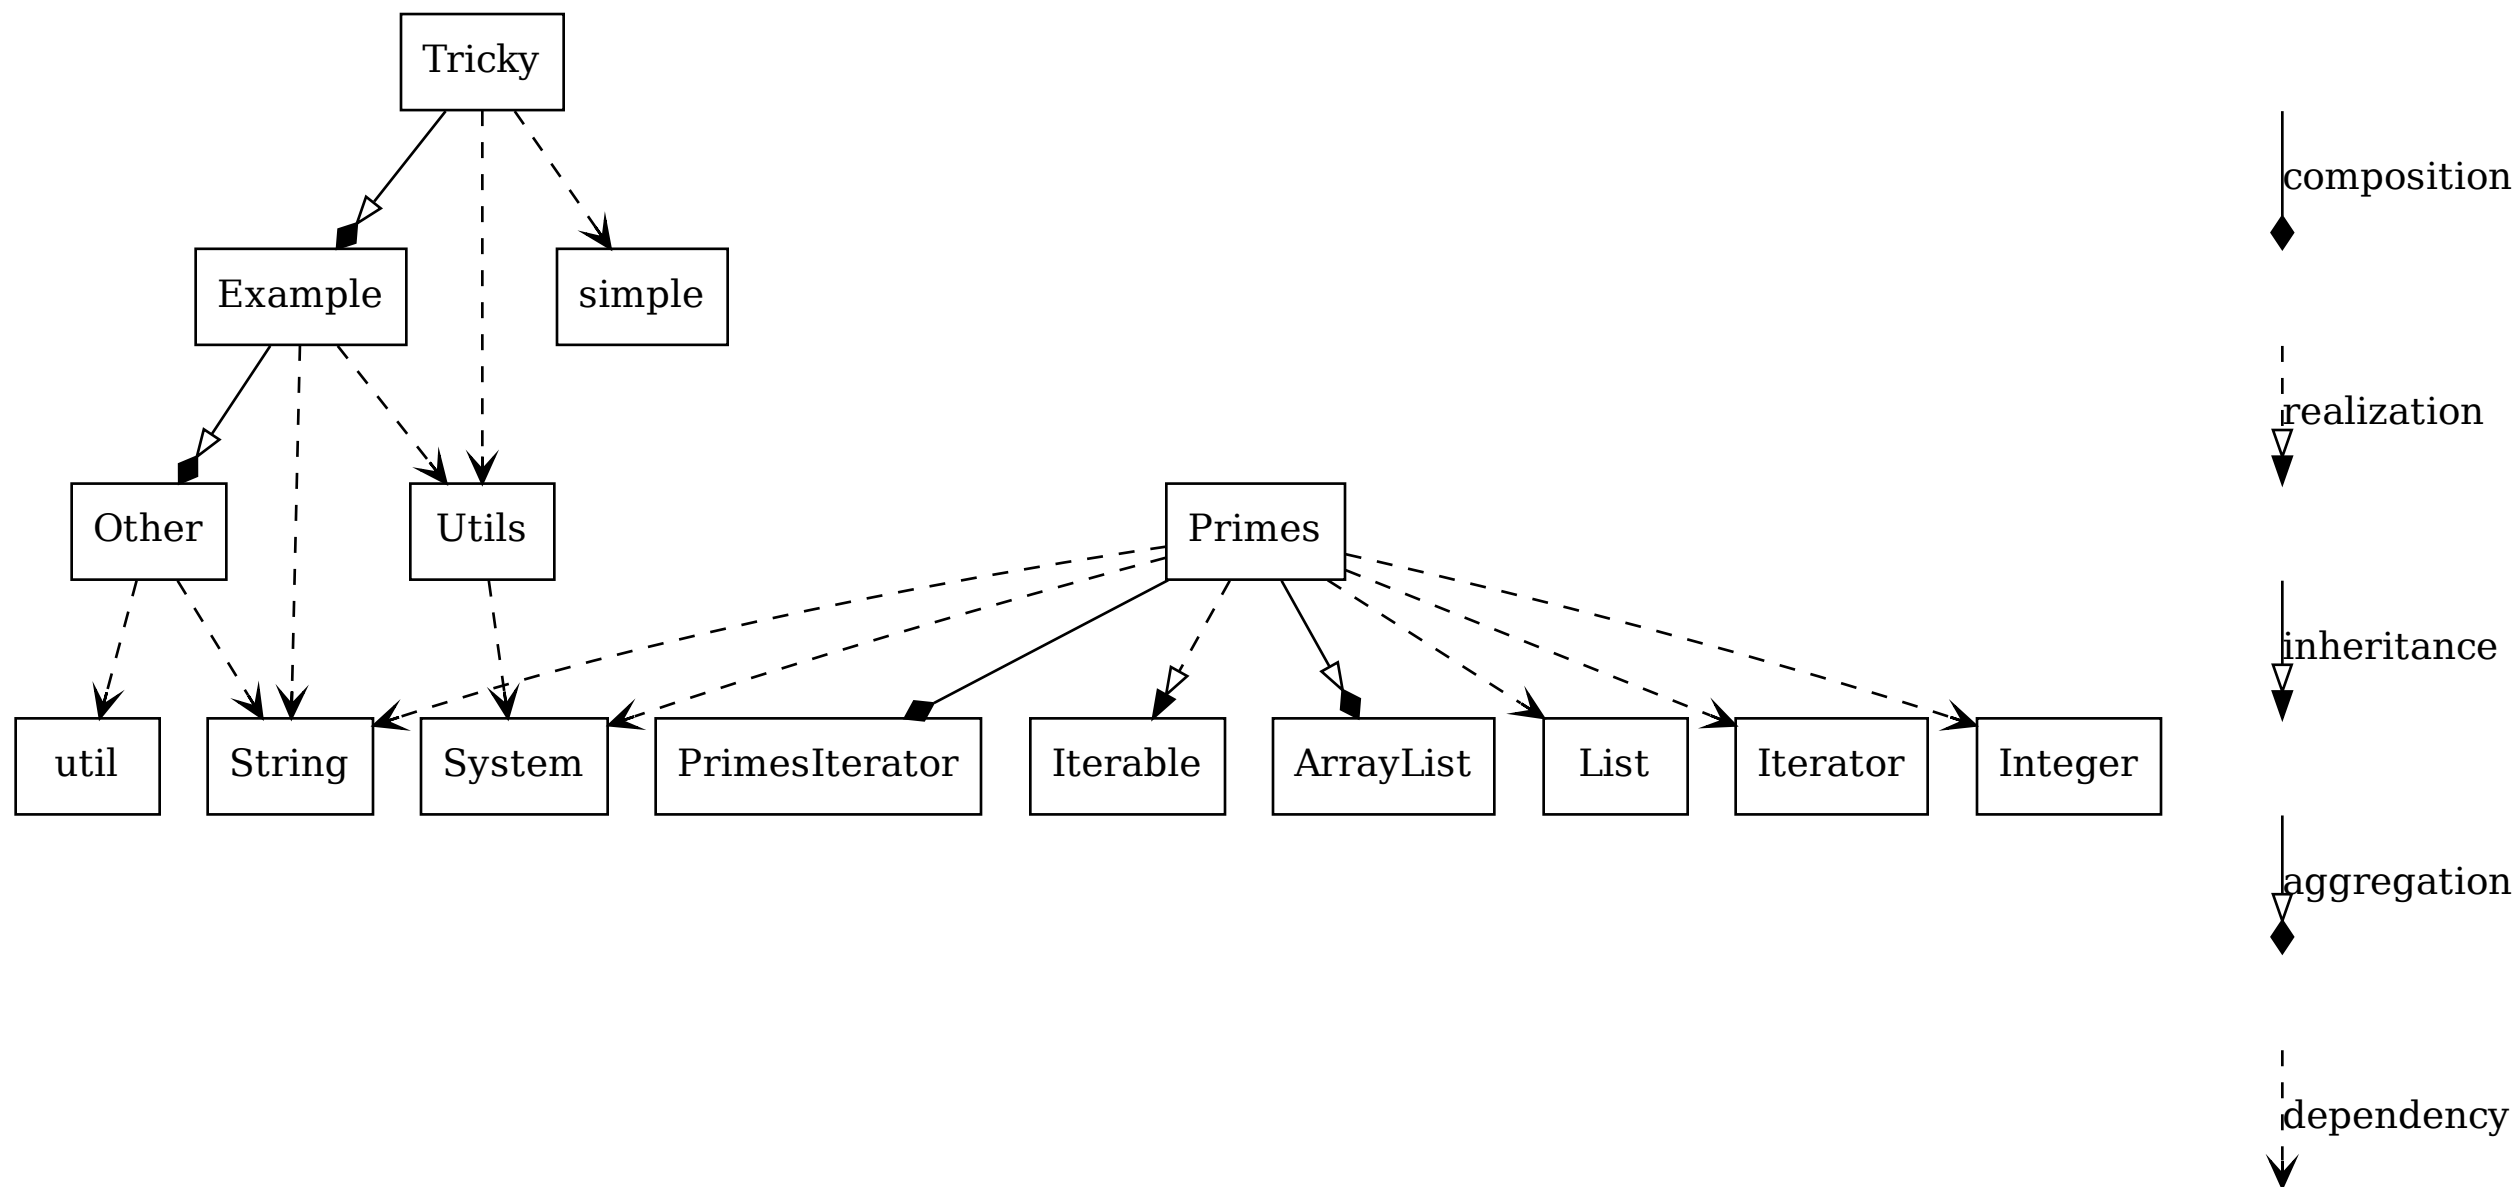 Tricky
composition
Example
simple
realization
Other
Utils
Primes
inheritance
util
String
System
PrimesIterator
Iterable
ArrayList
List
Iterator
Integer
aggregation
dependency